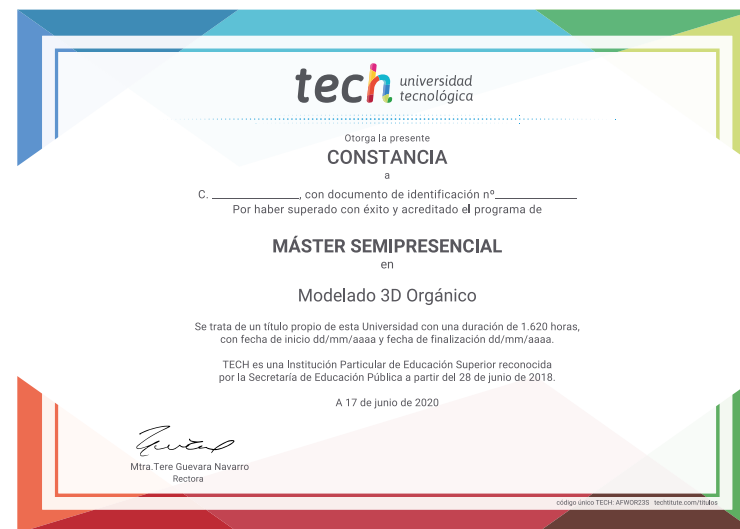 tech universidad
tecnológica
Otorga la presente
CONSTANCIA
a
C. ______________, con documento de identificación nº_____________
Por haber superado con éxito y acreditado el programa de
MÁSTER SEMIPRESENCIAL
en
Modelado 3D Orgánico
Se trata de un título propio de esta Universidad con una duración de 1.620 horas,
con fecha de inicio dd/mm/aaaa y fecha de finalización dd/mm/aaaa.
TECH es una Institución Particular de Educación Superior reconocida
por la Secretaría de Educación Pública a partir del 28 de junio de 2018.
A 17 de junio de 2020
Mtra.Tere Guevara Navarro
Rectora
código único TECH: AFWOR23S techtitute.com/títulos